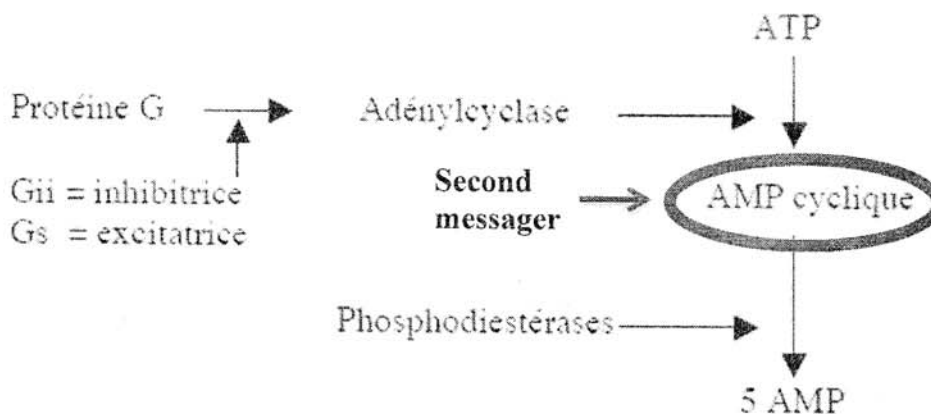 ATP
Protéine G
Adénylcyclase
Gii = inhibitrice
Gs = excitatrice
Second
messager
AMP cyclique
Phosphodiestérases
5 AMP